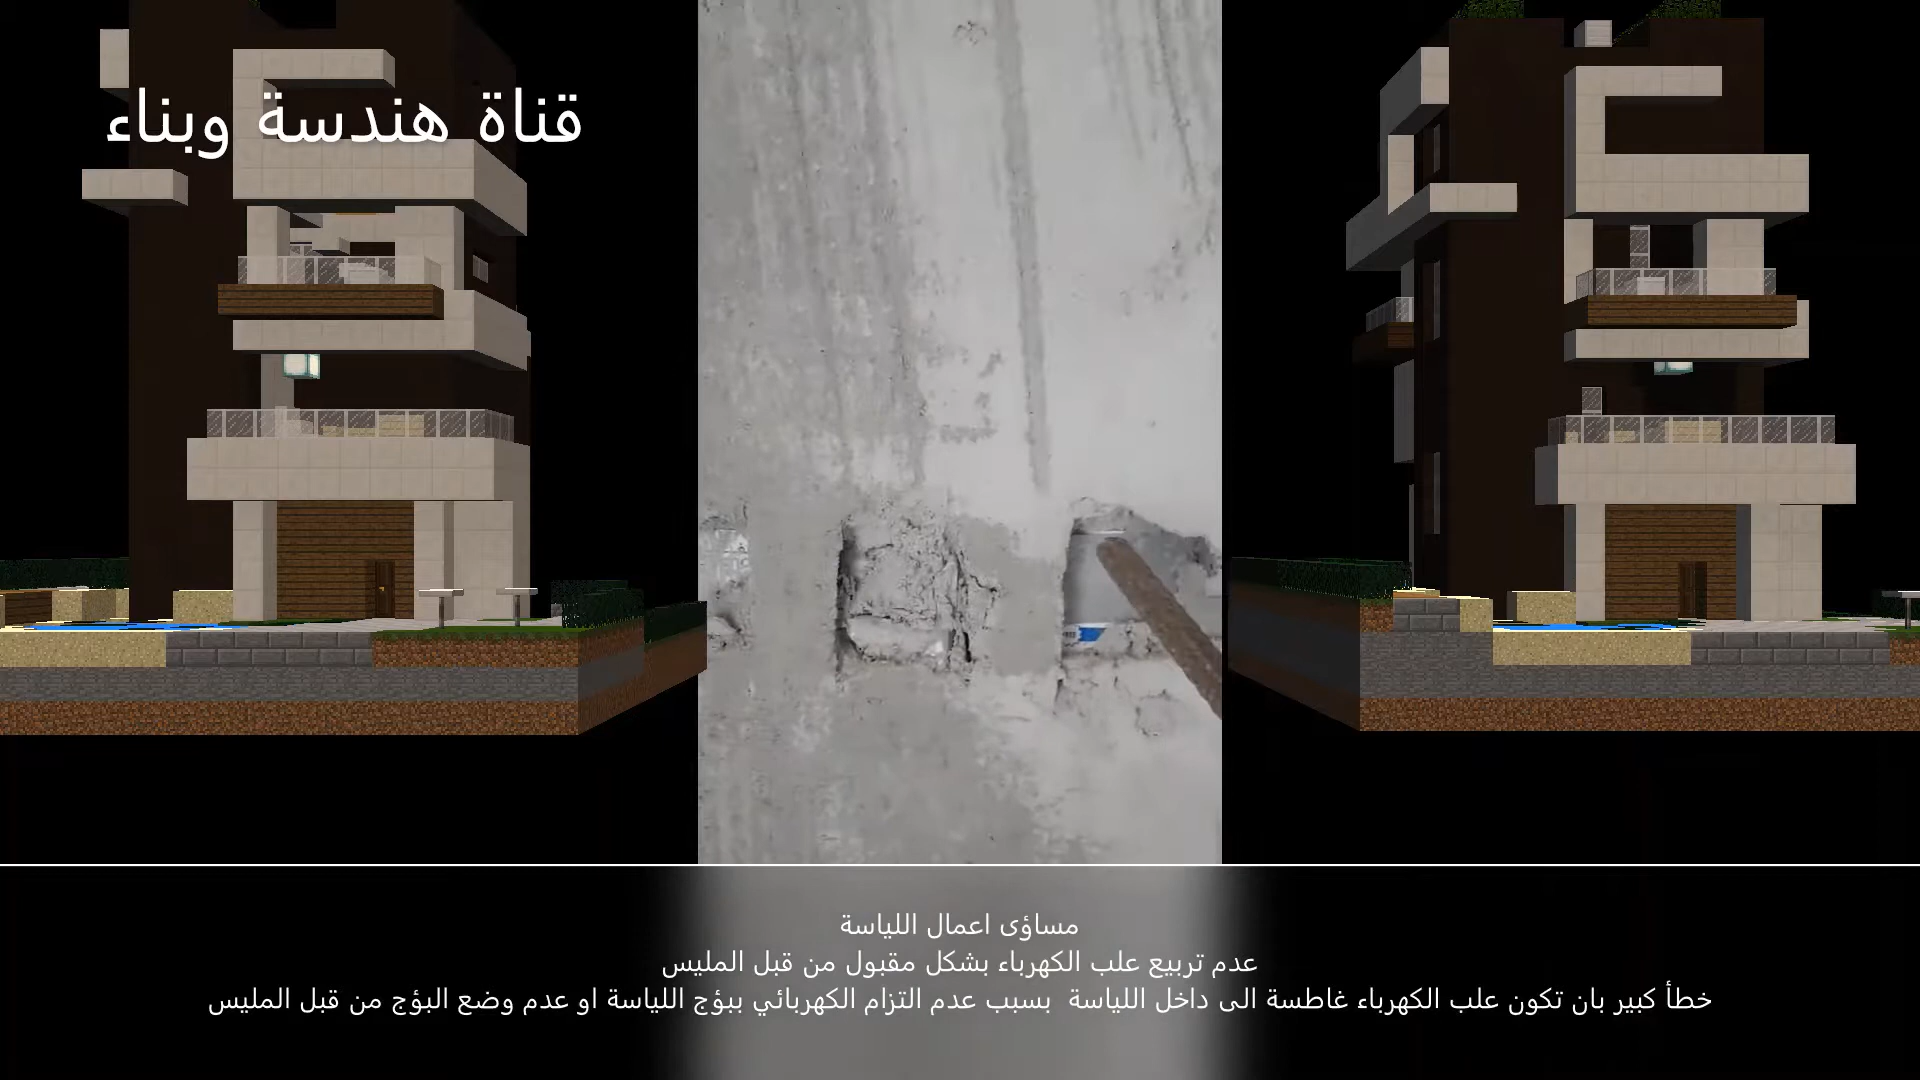 قناة هندسة وبناء
مساؤى اعمال اللياسة
عدم تربيع علب الكهرباء بشكل مقبول من قبل المليس
خطأ كبير بان تكون علب الكهرباء غاطسة الى داخل اللياسة بسبب عدم التزام الكهربائي ببؤج اللياسة او عدم وضع البؤج من قبل المليس